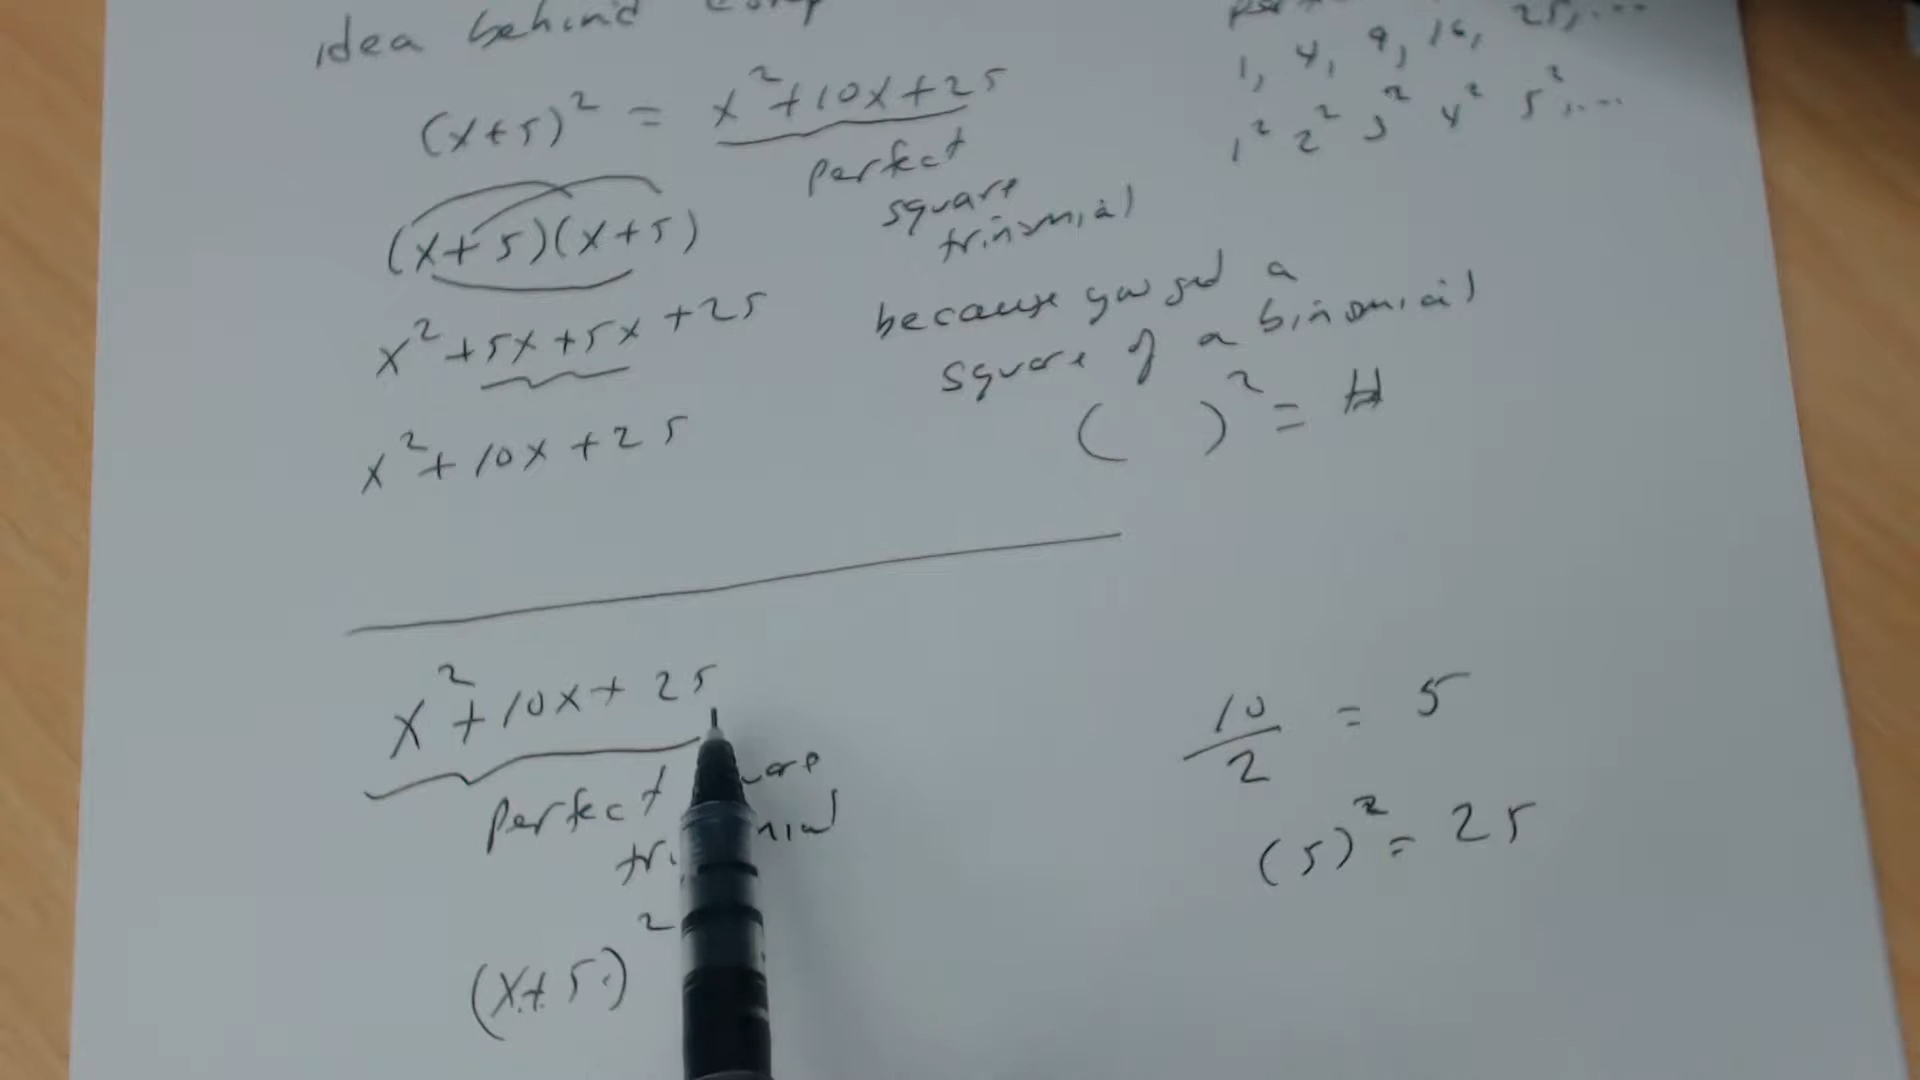 idea behind
(x+5)² = x²+10x+25
perfect
square
trinomial
1, 4, 9, 16, 25, ...
1² 2² 3² 4² 5², ...
(x+5)(x+5)
x²+5x+5x+25
x²+10x+25
because you get a
square of a binomial
( )² = #
x²+10x+25
perfect
(x+5)²
10/2 = 5
(5)² = 25